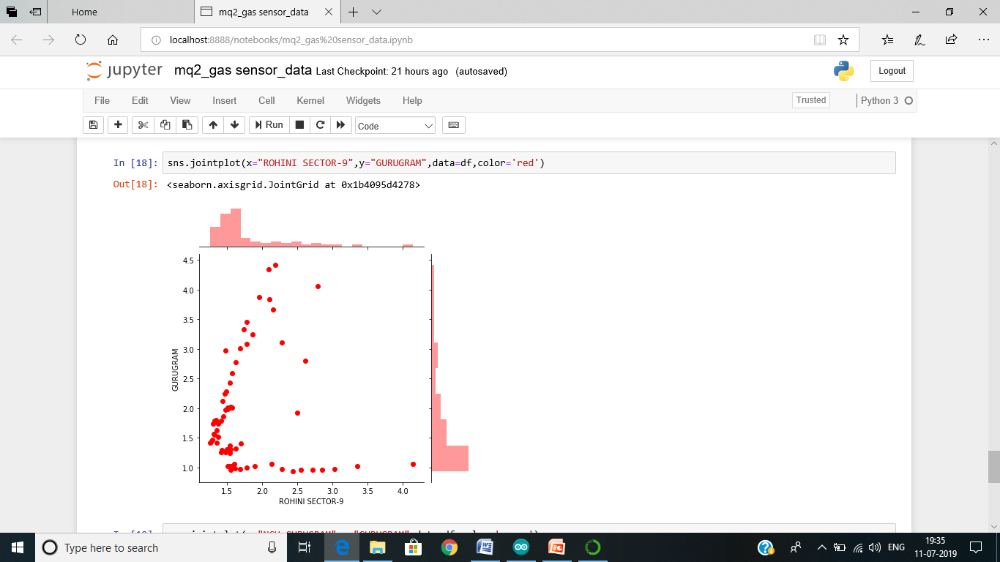 Home
mq2_gas sensor_data
localhost:8888/notebooks/mq2_gas%20sensor_data.ipynb
jupyter mq2_gas sensor_data Last Checkpoint: 21 hours ago (autosaved)
Logout
File Edit View Insert Cell Kernel Widgets Help
Trusted Python 3
Run Code
In [18]: sns.jointplot(x="ROHINI SECTOR-9",y="GURUGRAM",data=df,color='red')
Out[18]: <seaborn.axisgrid.JointGrid at 0x1b4095d4278>
4.5
4.0
3.5
3.0
2.5
2.0
1.5
1.0
GURUGRAM
1.5 2.0 2.5 3.0 3.5 4.0
ROHINI SECTOR-9
Type here to search
ENG
19:35
11-07-2019